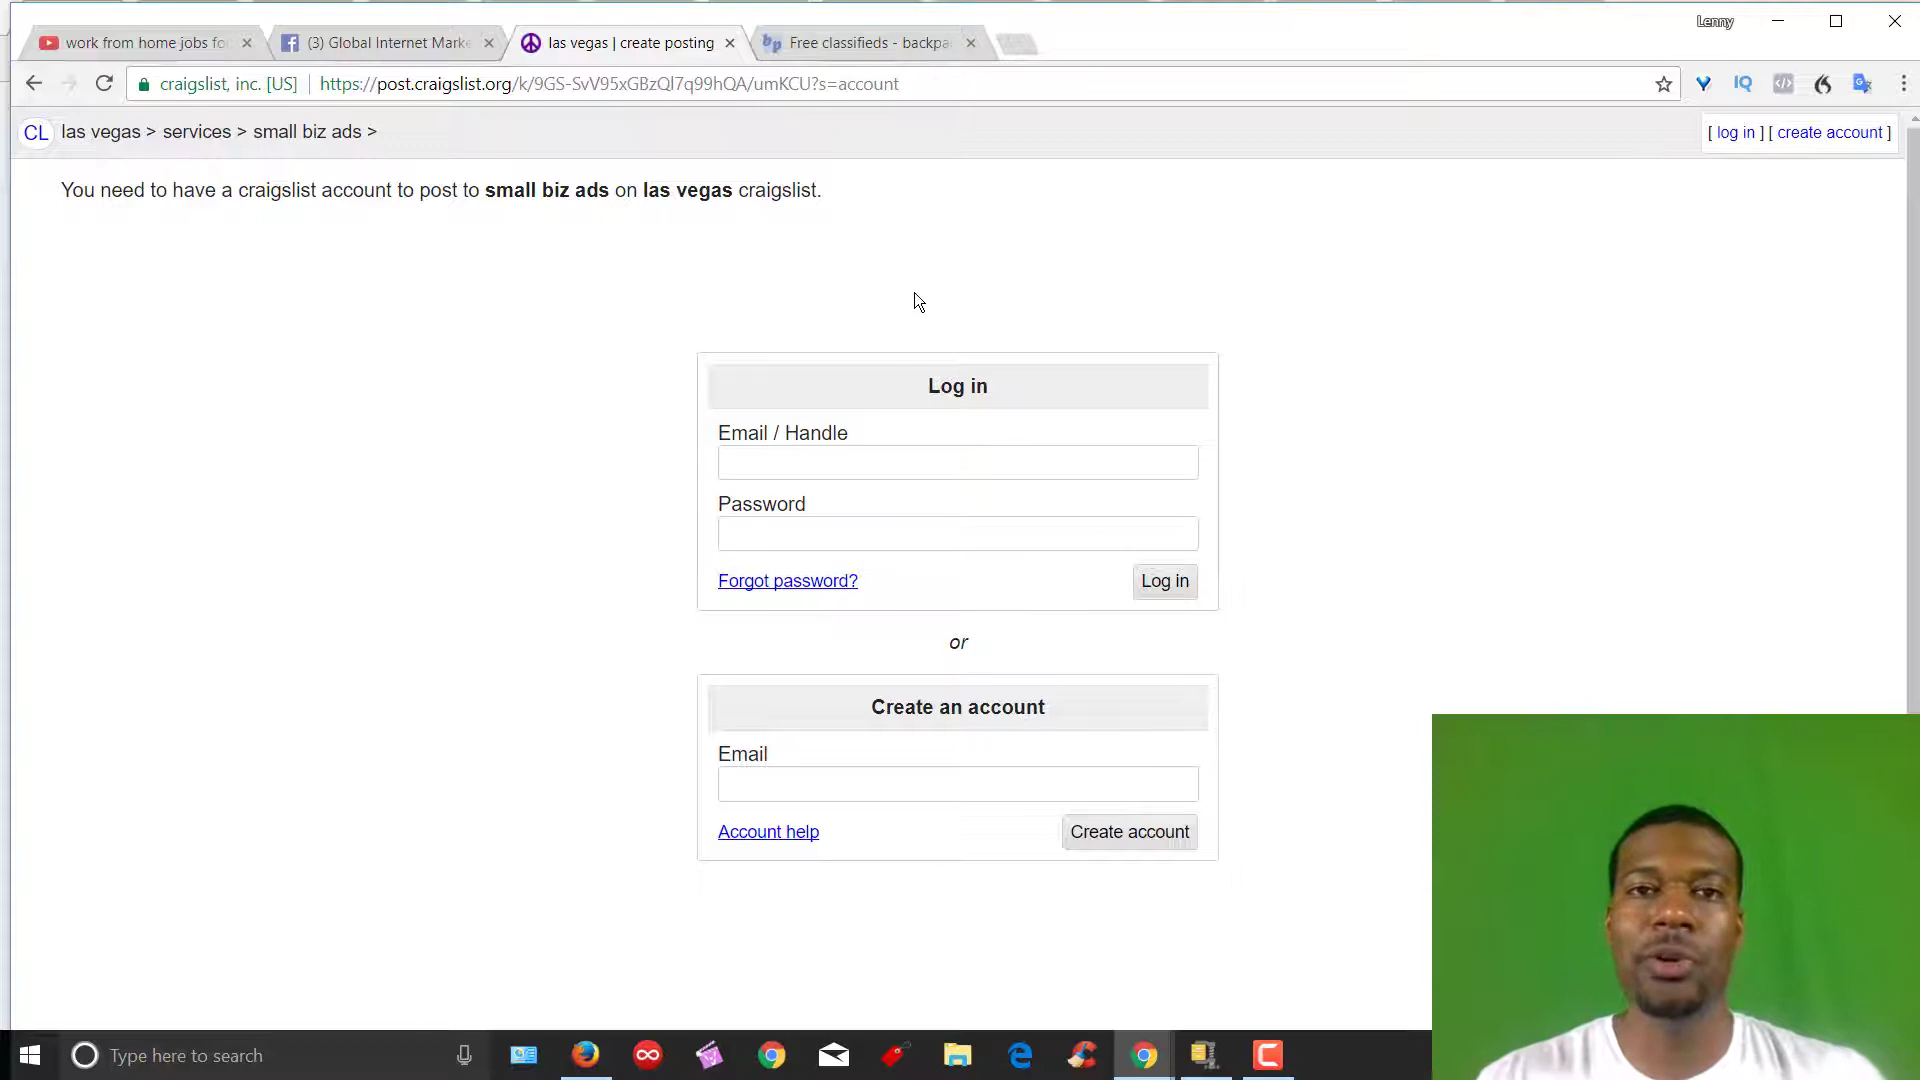 Lenny
work from home jobs fo
(3) Global Internet Marke
las vegas | create posting
Free classifieds - backpa
craigslist, inc. [US] | https://post.craigslist.org/k/9GS-SvV95xGBzQl7q99hQA/umKCU?s=account
IQ
CL las vegas > services > small biz ads >
[ log in ] [ create account ]
You need to have a craigslist account to post to small biz ads on las vegas craigslist.
Log in
Email / Handle
Password
Forgot password?
Log in
or
Create an account
Email
Account help
Create account
Type here to search